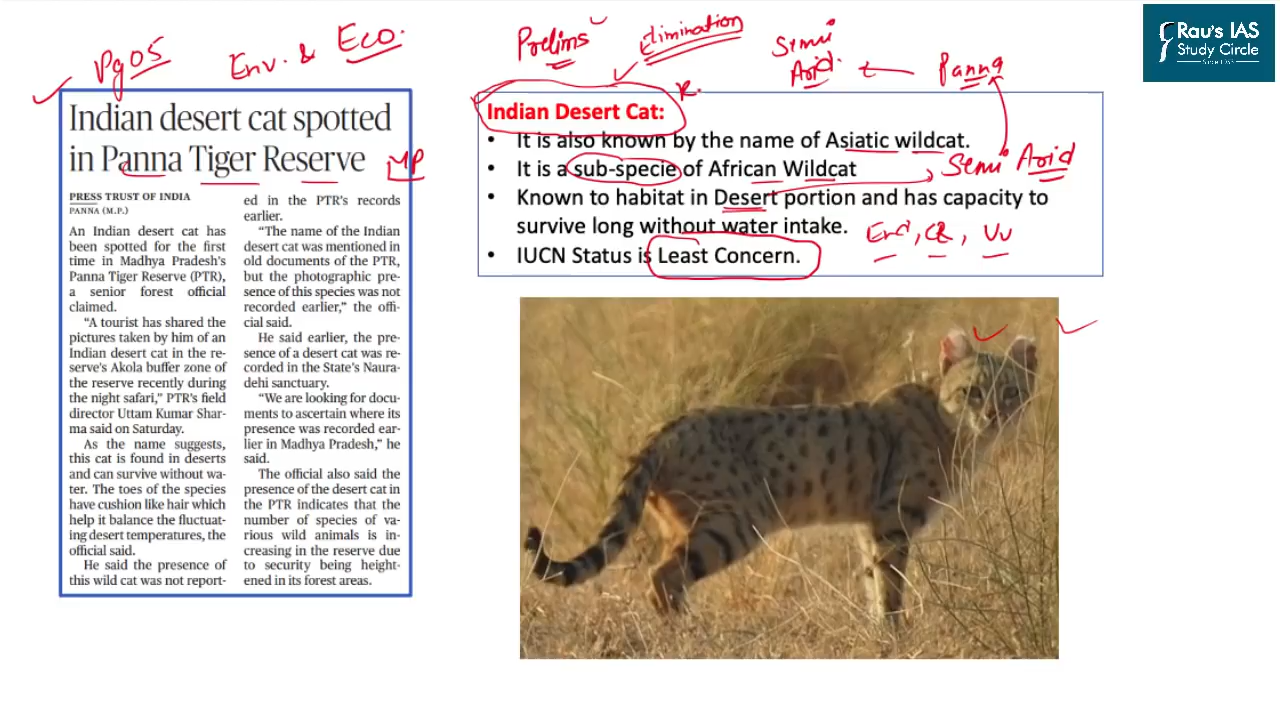 Pg 05
Env. & Eco.
Prelims
Elimination
Semi
Arid.
Panna
Rau's IAS
Study Circle
Since 1953
Indian desert cat spotted
in Panna Tiger Reserve
MP
PRESS TRUST OF INDIA
PANNA (M.P.)
An Indian desert cat has
been spotted for the first
time in Madhya Pradesh's
Panna Tiger Reserve (PTR),
a senior forest official
claimed.
“A tourist has shared the
pictures taken by him of an
Indian desert cat in the re-
serve's Akola buffer zone of
the reserve recently during
the night safari,” PTR's field
director Uttam Kumar Shar-
ma said on Saturday.
As the name suggests,
this cat is found in deserts
and can survive without wa-
ter. The toes of the species
have cushion like hair which
help it balance the fluctuat-
ing desert temperatures, the
official said.
He said the presence of
this wild cat was not report-
ed in the PTR's records
earlier.
“The name of the Indian
desert cat was mentioned in
old documents of the PTR,
but the photographic pre-
sence of this species was not
recorded earlier,” the offi-
cial said.
He said earlier, the pre-
sence of a desert cat was re-
corded in the State's Naura-
dehi sanctuary.
“We are looking for docu-
ments to ascertain where its
presence was recorded ear-
lier in Madhya Pradesh,” he
said.
The official also said the
presence of the desert cat in
the PTR indicates that the
number of species of va-
rious wild animals is in-
creasing in the reserve due
to security being height-
ened in its forest areas.
Indian Desert Cat:
• It is also known by the name of Asiatic wildcat.
• It is a sub-specie of African Wildcat
Semi Arid
• Known to habitat in Desert portion and has capacity to
survive long without water intake.
• IUCN Status is Least Concern.